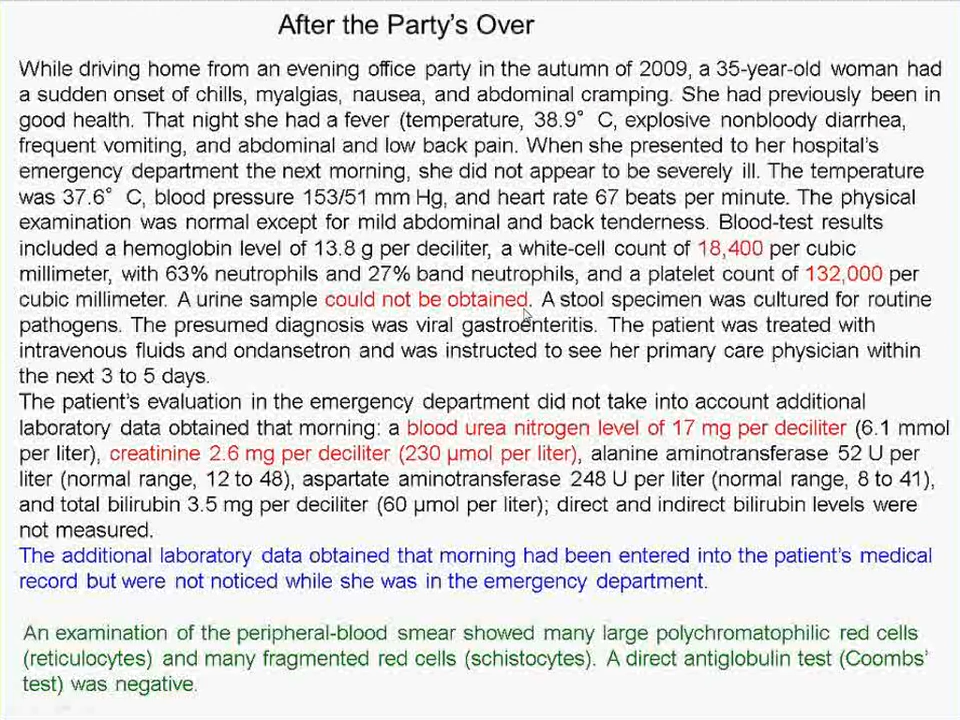 After the Party's Over
While driving home from an evening office party in the autumn of 2009, a 35-year-old woman had
a sudden onset of chills, myalgias, nausea, and abdominal cramping. She had previously been in
good health. That night she had a fever (temperature, 38.9° C, explosive nonbloody diarrhea,
frequent vomiting, and abdominal and low back pain. When she presented to her hospital's
emergency department the next morning, she did not appear to be severely ill. The temperature
was 37.6° C, blood pressure 153/51 mm Hg, and heart rate 67 beats per minute. The physical
examination was normal except for mild abdominal and back tenderness. Blood-test results
included a hemoglobin level of 13.8 g per deciliter, a white-cell count of 18,400 per cubic
millimeter, with 63% neutrophils and 27% band neutrophils, and a platelet count of 132,000 per
cubic millimeter. A urine sample could not be obtained. A stool specimen was cultured for routine
pathogens. The presumed diagnosis was viral gastroenteritis. The patient was treated with
intravenous fluids and ondansetron and was instructed to see her primary care physician within
the next 3 to 5 days.
The patient's evaluation in the emergency department did not take into account additional
laboratory data obtained that morning: a blood urea nitrogen level of 17 mg per deciliter (6.1 mmol
per liter), creatinine 2.6 mg per deciliter (230 μmol per liter), alanine aminotransferase 52 U per
liter (normal range, 12 to 48), aspartate aminotransferase 248 U per liter (normal range, 8 to 41),
and total bilirubin 3.5 mg per deciliter (60 μmol per liter); direct and indirect bilirubin levels were
not measured.
The additional laboratory data obtained that morning had been entered into the patient's medical
record but were not noticed while she was in the emergency department.
An examination of the peripheral-blood smear showed many large polychromatophilic red cells
(reticulocytes) and many fragmented red cells (schistocytes). A direct antiglobulin test (Coombs'
test) was negative.